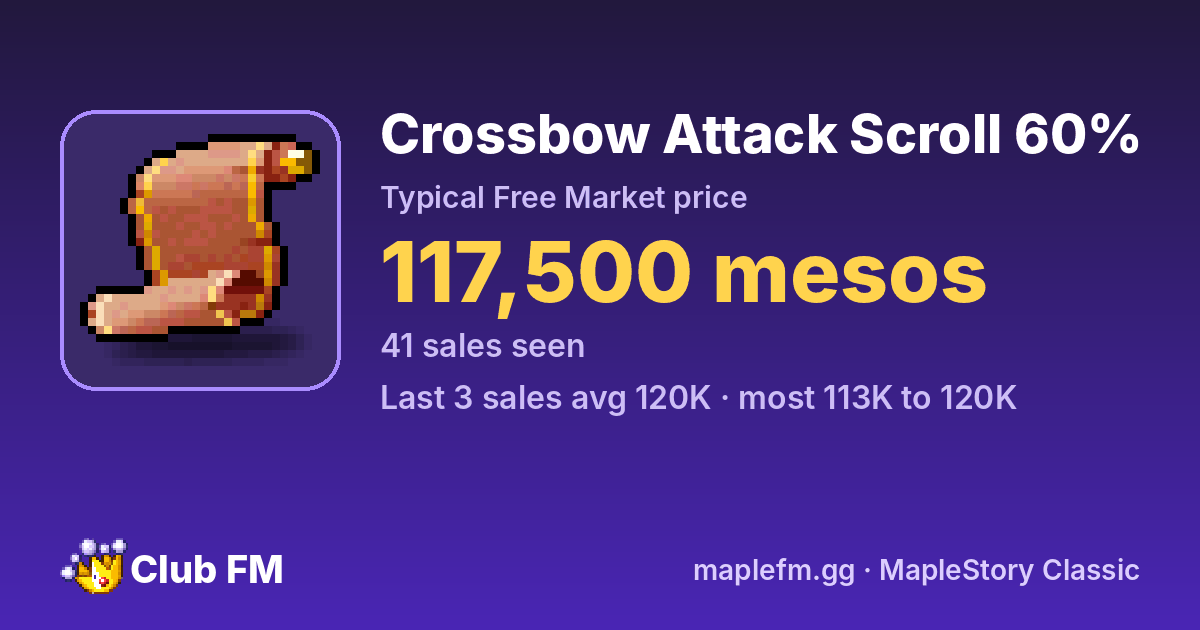 Crossbow Attack Scroll 60%
Typical Free Market price
117,500 mesos
41 sales seen
Last 3 sales avg 120K · most 113K to 120K
Club FM
maplefm.gg · MapleStory Classic